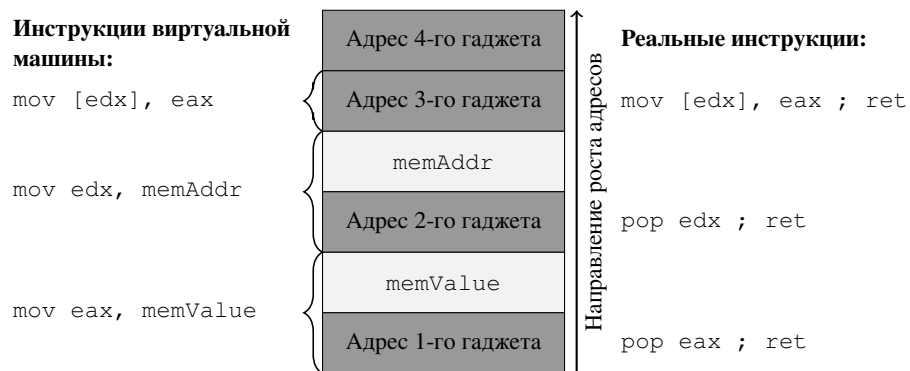 Инструкции виртуальной
машины:
mov [edx], eax
mov edx, memAddr
mov eax, memValue
Адрес 4-го гаджета
Адрес 3-го гаджета
memAddr
Адрес 2-го гаджета
memValue
Адрес 1-го гаджета
Направление роста адресов
Реальные инструкции:
mov [edx], eax ; ret
pop edx ; ret
pop eax ; ret